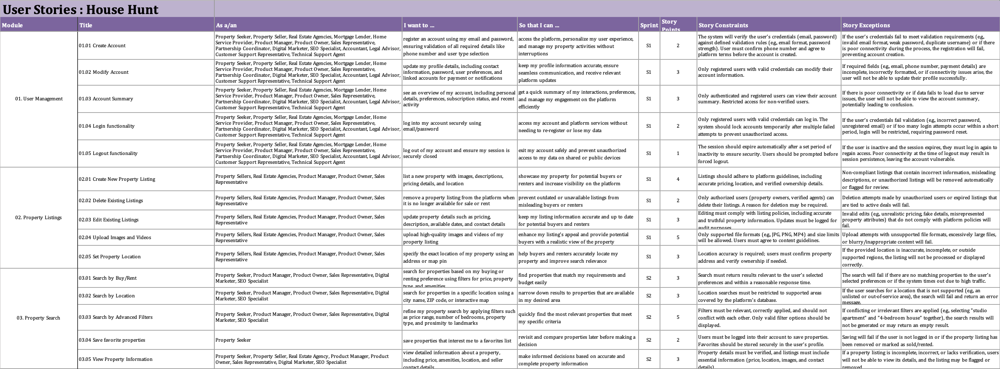 User Stories : House Hunt
Module
Title
As a/an
I want to ...
So that I can ...
Sprint
Story
Points
Story Constraints
Story Exceptions
01. User Management
01.01 Create Account
Property Seeker, Property Seller, Real Estate Agencies, Mortgage Lender, Home
Service Provider, Product Manager, Product Owner, Sales Representative,
Partnership Coordinator, Digital Marketer, SEO Specialist, Accountant, Legal Advisor,
Customer Support Representative, Technical Support Agent
register an account using my email and password,
ensuring validation of all required details like
phone number and user type selection
access the platform, personalize my user experience,
and manage my property activities without
interruptions
S1
2
The system will verify the user's credentials (email, password)
against defined validation rules (e.g., email format, password
strength). User must confirm phone number and agree to
platform terms before the account is created.
If the user's credentials fail to meet validation requirements (e.g.,
invalid email format, weak password, duplicate username) or if there
is poor connectivity during the process, the registration will fail,
preventing account creation.
01.02 Modify Account
Property Seeker, Property Seller, Real Estate Agencies, Mortgage Lender, Home
Service Provider, Product Manager, Product Owner, Sales Representative,
Partnership Coordinator, Digital Marketer, SEO Specialist, Accountant, Legal Advisor,
Customer Support Representative, Technical Support Agent
update my profile details, including contact
information, password, user preferences, and
linked accounts for payment or notifications
keep my profile information accurate, ensure
seamless communication, and receive relevant
platform updates
S1
3
Only registered users with valid credentials can modify their
account information.
If required fields (e.g., email, phone number, payment details) are
incomplete, incorrectly formatted, or if connectivity issues arise, the
user will not be able to update their profile successfully.
01.03 Account Summary
Property Seeker, Property Seller, Real Estate Agencies, Mortgage Lender, Home
Service Provider, Product Manager, Product Owner, Sales Representative,
Partnership Coordinator, Digital Marketer, SEO Specialist, Accountant, Legal Advisor,
Customer Support Representative, Technical Support Agent
see an overview of my account, including personal
details, preferences, subscription status, and recent
activity
get a quick summary of my interactions, preferences,
and manage my engagement on the platform
efficiently
S1
3
Only authenticated and registered users can view their account
summary. Restricted access for non-verified users.
If there is poor connectivity or if data fails to load due to server
issues, the user will not be able to view the account summary,
potentially leading to confusion.
01.04 Login functionality
Property Seeker, Property Seller, Real Estate Agencies, Mortgage Lender, Home
Service Provider, Product Manager, Product Owner, Sales Representative,
Partnership Coordinator, Digital Marketer, SEO Specialist, Accountant, Legal Advisor,
Customer Support Representative, Technical Support Agent
log into my account securely using
email/password
access my account and platform services without
needing to re-register or lose my data
S1
2
Only registered users with valid credentials can log in. The
system should lock accounts temporarily after multiple failed
attempts to prevent unauthorized access.
If the user's credentials fail validation (e.g., incorrect password,
unregistered email) or if too many login attempts occur within a short
period, login will be restricted, requiring password reset.
01.05 Logout functionality
Property Seeker, Property Seller, Real Estate Agencies, Mortgage Lender, Home
Service Provider, Product Manager, Product Owner, Sales Representative,
Partnership Coordinator, Digital Marketer, SEO Specialist, Accountant, Legal Advisor,
Customer Support Representative, Technical Support Agent
log out of my account and ensure my session is
securely closed
exit my account safely and prevent unauthorized
access to my data on shared or public devices
S1
1
The session should expire automatically after a set period of
inactivity to ensure security. Users should be prompted before
forced logout.
If the user is inactive and the session expires, they must log in again to
regain access. Poor connectivity at the time of logout may result in
session persistence, leaving the account vulnerable.
02. Property Listings
02.01 Create New Property Listing
Property Sellers, Real Estate Agencies, Product Manager, Product Owner, Sales
Representative
list a new property with images, descriptions,
pricing details, and location
showcase my property for potential buyers or
renters and increase visibility on the platform
S1
4
Listings should adhere to platform guidelines, including
accurate pricing, location, and verified ownership details.
Non-compliant listings that contain incorrect information, misleading
descriptions, or unauthorized listings will be removed automatically
or flagged for review.
02.02 Delete Existing Listings
Property Sellers, Real Estate Agencies, Product Manager, Product Owner, Sales
Representative
remove a property listing from the platform when
it is no longer available for sale or rent
prevent outdated or unavailable listings from
misleading buyers or renters
S1
2
Only authorized users (property owners, verified agents) can
delete their listings. A reason for deletion may be required.
Deletion attempts made by unauthorized users or expired listings that
are tied to active deals will fail.
02.03 Edit Existing Listings
Property Sellers, Real Estate Agencies, Product Manager, Product Owner, Sales
Representative
update property details such as pricing,
description, available dates, and contact details
keep my listing information accurate and up to date
for potential buyers and renters
S1
3
Editing must comply with listing policies, including accurate
and truthful property information. Updates must be logged for
audit purposes.
Invalid edits (e.g., unrealistic pricing, fake details, misrepresented
property attributes) that do not comply with platform policies will
fail.
02.04 Upload Images and Videos
Property Sellers, Real Estate Agencies, Product Manager, Product Owner, Sales
Representative
upload high-quality images and videos of my
property listing
enhance my listing's appeal and provide potential
buyers with a realistic view of the property
S1
5
Only supported file formats (e.g., JPG, PNG, MP4) and size limits
will be allowed. Users must agree to content guidelines.
Upload attempts with unsupported file formats, excessively large files,
or blurry/inappropriate content will fail.
02.05 Set Property Location
Property Sellers, Real Estate Agencies, Product Manager, Product Owner, Sales
Representative
specify the exact location of my property using an
address or map pin
help buyers and renters accurately locate my
property and improve search relevance
S1
3
Location accuracy is required; users must confirm property
address and verify ownership if needed.
If the provided location is inaccurate, incomplete, or outside
supported regions, the listing will not be processed or displayed
correctly.
03. Property Search
03.01 Search by Buy/Rent
Property Seeker, Product Manager, Product Owner, Sales Representative, Digital
Marketer, SEO Specialist
search for properties based on my buying or
renting preference using filters for price, property
type, and amenities
find properties that match my requirements and
budget easily
S2
3
Search must return results relevant to the user's selected
preferences and within a reasonable response time.
The search will fail if there are no matching properties to the user's
selected preferences or if the system times out due to high traffic.
03.02 Search by Location
Property Seeker, Product Manager, Product Owner, Sales Representative, Digital
Marketer, SEO Specialist
search for properties in a specific location using a
city name, ZIP code, or interactive map
narrow down results to properties that are available
in my desired area
S2
3
Location searches must be restricted to supported areas
covered by the platform's database.
If the user searches for a location that is not supported (e.g., an
unlisted or out-of-service area), the search will fail and return an error
message.
03.03 Search by Advanced Filters
Property Seeker, Product Manager, Product Owner, Sales Representative, Digital
Marketer, SEO Specialist
refine my property search by applying filters such
as price range, number of bedrooms, property
type, and proximity to landmarks
quickly find the most relevant properties that meet
my specific criteria
S2
5
Filters must be relevant, correctly applied, and should not
conflict with each other. Only valid filter options should be
displayed.
If conflicting or irrelevant filters are applied (e.g., selecting "studio
apartment" and "4-bedroom house" together), the search results will
not be generated or may return an empty result.
03.04 Save favorite properties
Property Seeker
save properties that interest me to a favorites list
revisit and compare properties later before making a
decision
S2
2
Users must be logged into their account to save properties.
Favorites should be stored securely in the user's profile.
Saving will fail if the user is not logged in or if the property listing has
been removed or marked as sold/rented.
03.05 View Property Information
Property Seeker, Property Seller, Real Estate Agency, Product Manager, Product
Owner, Sales Representative, Digital Marketer, SEO Specialist
view detailed information about a property,
including price, amenities, location, and seller
contact details
make informed decisions based on accurate and
complete property information
S2
3
Property details must be verified, and listings must include
essential information (price, location, images, and contact
details)
If a property listing is incomplete, incorrect, or lacks verification, users
will not be able to view its details, and the listing may be flagged or
removed